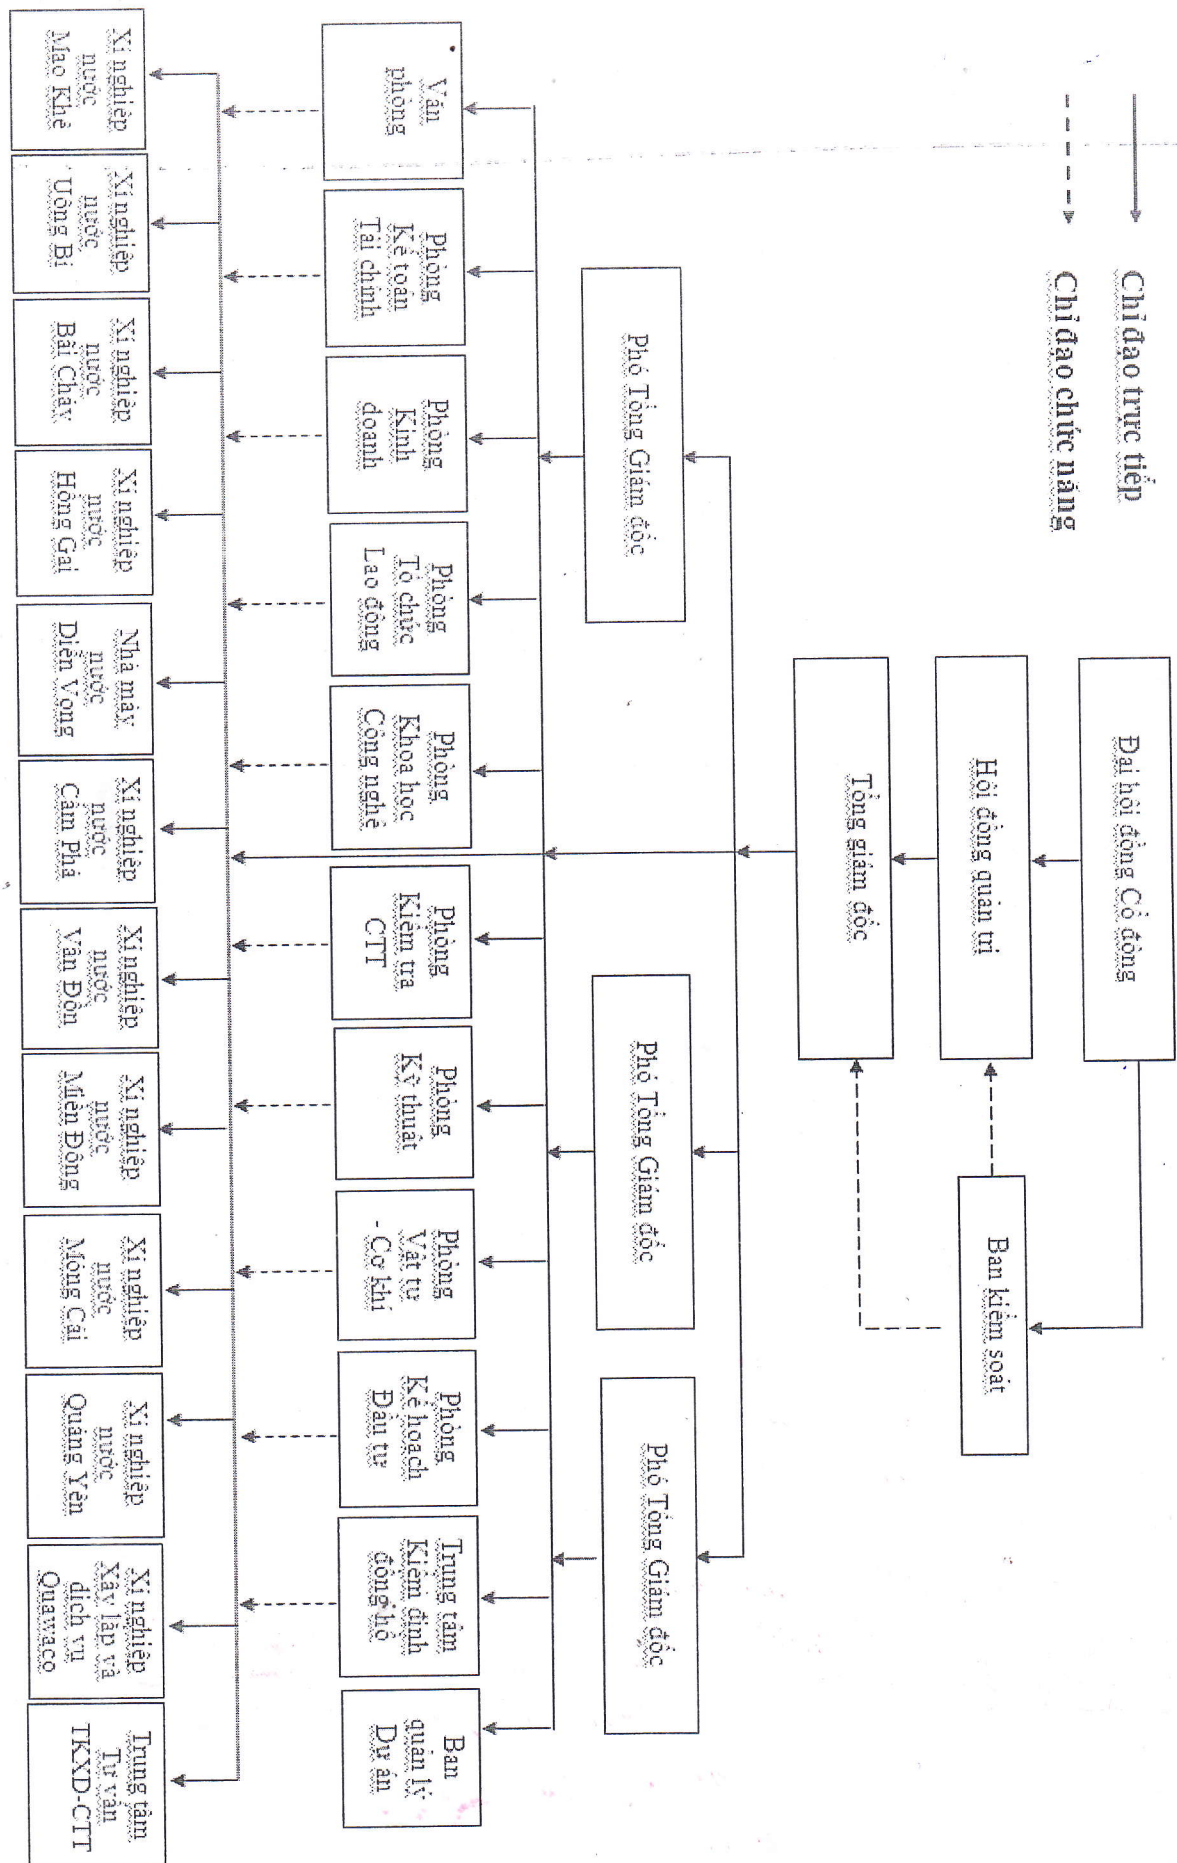 Chỉ đạo trực tiếp
Chỉ đạo chức năng
Đại hội đồng Cổ đông
Hội đồng quản trị
Ban kiểm soát
Tổng giám đốc
Phó Tổng Giám đốc
Phó Tổng Giám đốc
Phó Tổng Giám đốc
Văn
phòng
Phòng
Kế toán
Tài chính
Phòng
Kinh
doanh
Phòng
Tổ chức
Lao động
Phòng
Khoa học
Công nghệ
Phòng
Kiểm tra
CTT
Phòng
Kỹ thuật
Phòng
Vật tư
- Cơ khí
Phòng
Kế hoạch
Đầu tư
Trung tâm
Kiểm định
đồng hồ
Ban
quản lý
Dự án
Xí nghiệp
nước
Mạo Khê
Xí nghiệp
nước
Uông Bí
Xí nghiệp
nước
Bãi Cháy
Xí nghiệp
nước
Hồng Gai
Nhà máy
nước
Diễn Vọng
Xí nghiệp
nước
Cẩm Phả
Xí nghiệp
nước
Vân Đồn
Xí nghiệp
nước
Miền Đông
Xí nghiệp
nước
Móng Cái
Xí nghiệp
nước
Quảng Yên
Xí nghiệp
Xây lắp và
dịch vụ
Quawaco
Trung tâm
Tư vấn
TKXD-CTT